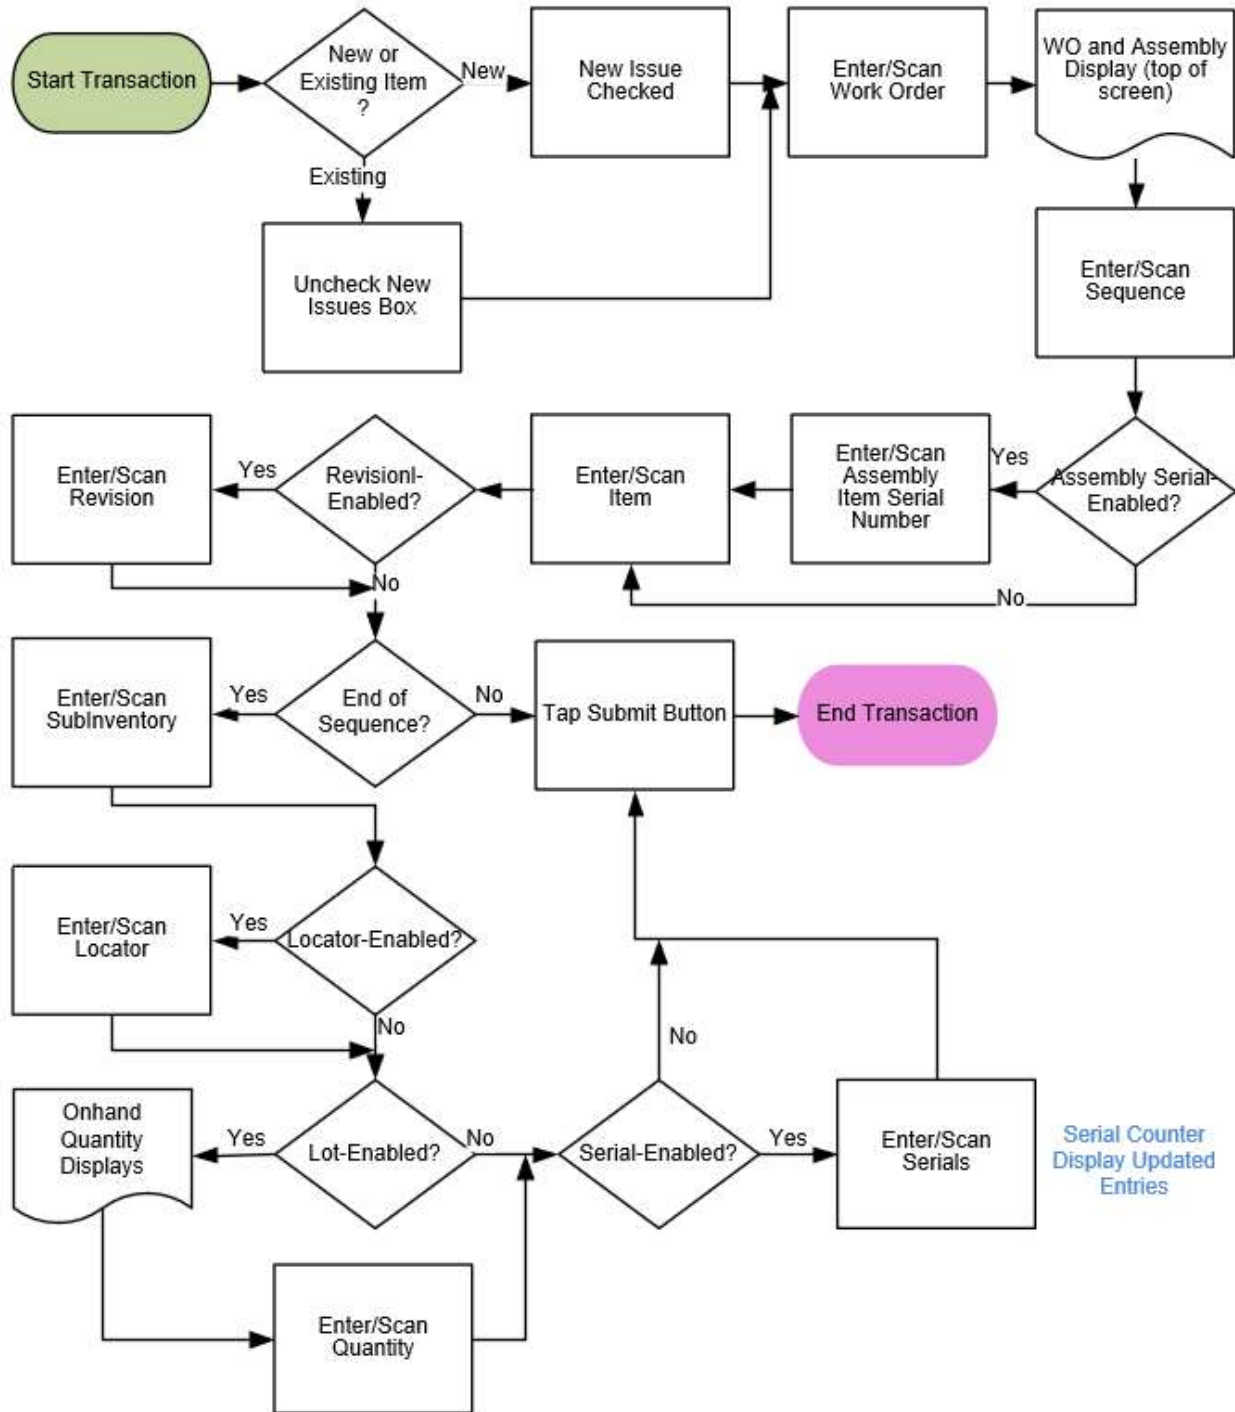 Start Transaction
New or
Existing Item
?
New
New Issue
Checked
Enter/Scan
Work Order
WO and Assembly
Display (top of
screen)
Existing
Uncheck New
Issues Box
Enter/Scan
Sequence
Enter/Scan
Revision
Yes
RevisionI-
Enabled?
Enter/Scan
Item
Enter/Scan
Assembly
Item Serial
Number
Yes
Assembly Serial-
Enabled?
No
No
Enter/Scan
SubInventory
Yes
End of
Sequence?
No
Tap Submit Button
End Transaction
Enter/Scan
Locator
Yes
Locator-Enabled?
No
No
Onhand
Quantity
Displays
Yes
Lot-Enabled?
No
Serial-Enabled?
Yes
Enter/Scan
Serials
Serial Counter
Display Updated
Entries
Enter/Scan
Quantity